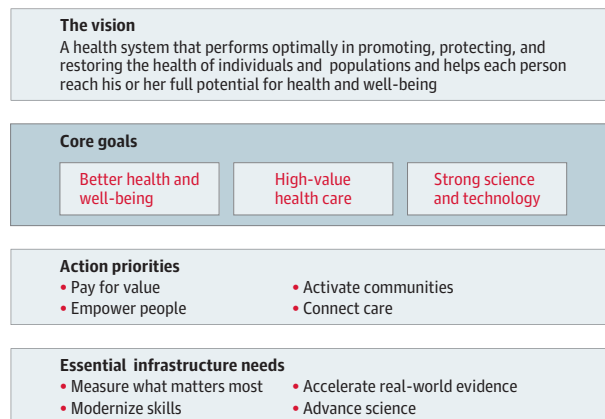 The vision
A health system that performs optimally in promoting, protecting, and
restoring the health of individuals and populations and helps each person
reach his or her full potential for health and well-being
Core goals
Better health and
well-being
High-value
health care
Strong science
and technology
Action priorities
• Pay for value
• Empower people
• Activate communities
• Connect care
Essential infrastructure needs
• Measure what matters most
• Modernize skills
• Accelerate real-world evidence
• Advance science